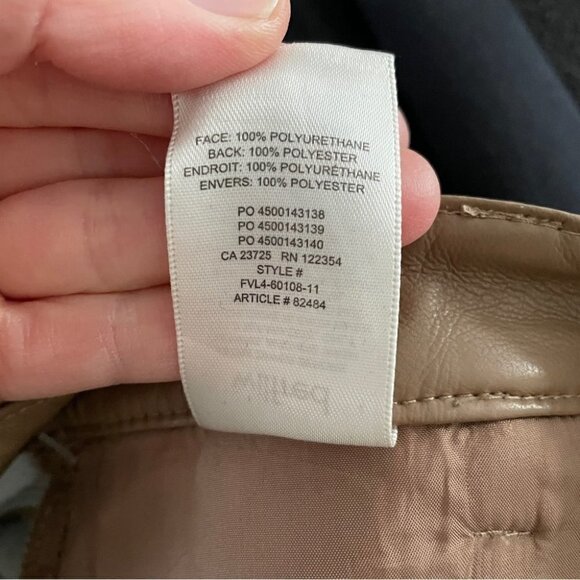 FACE: 100% POLYURETHANE
BACK: 100% POLYESTER
ENDROIT: 100% POLYURÉTHANE
ENVERS: 100% POLYESTER
PO 4500143138
PO 4500143139
PO 4500143140
CA 23725 RN 122354
STYLE #
FVL4-60108-11
ARTICLE # 82484